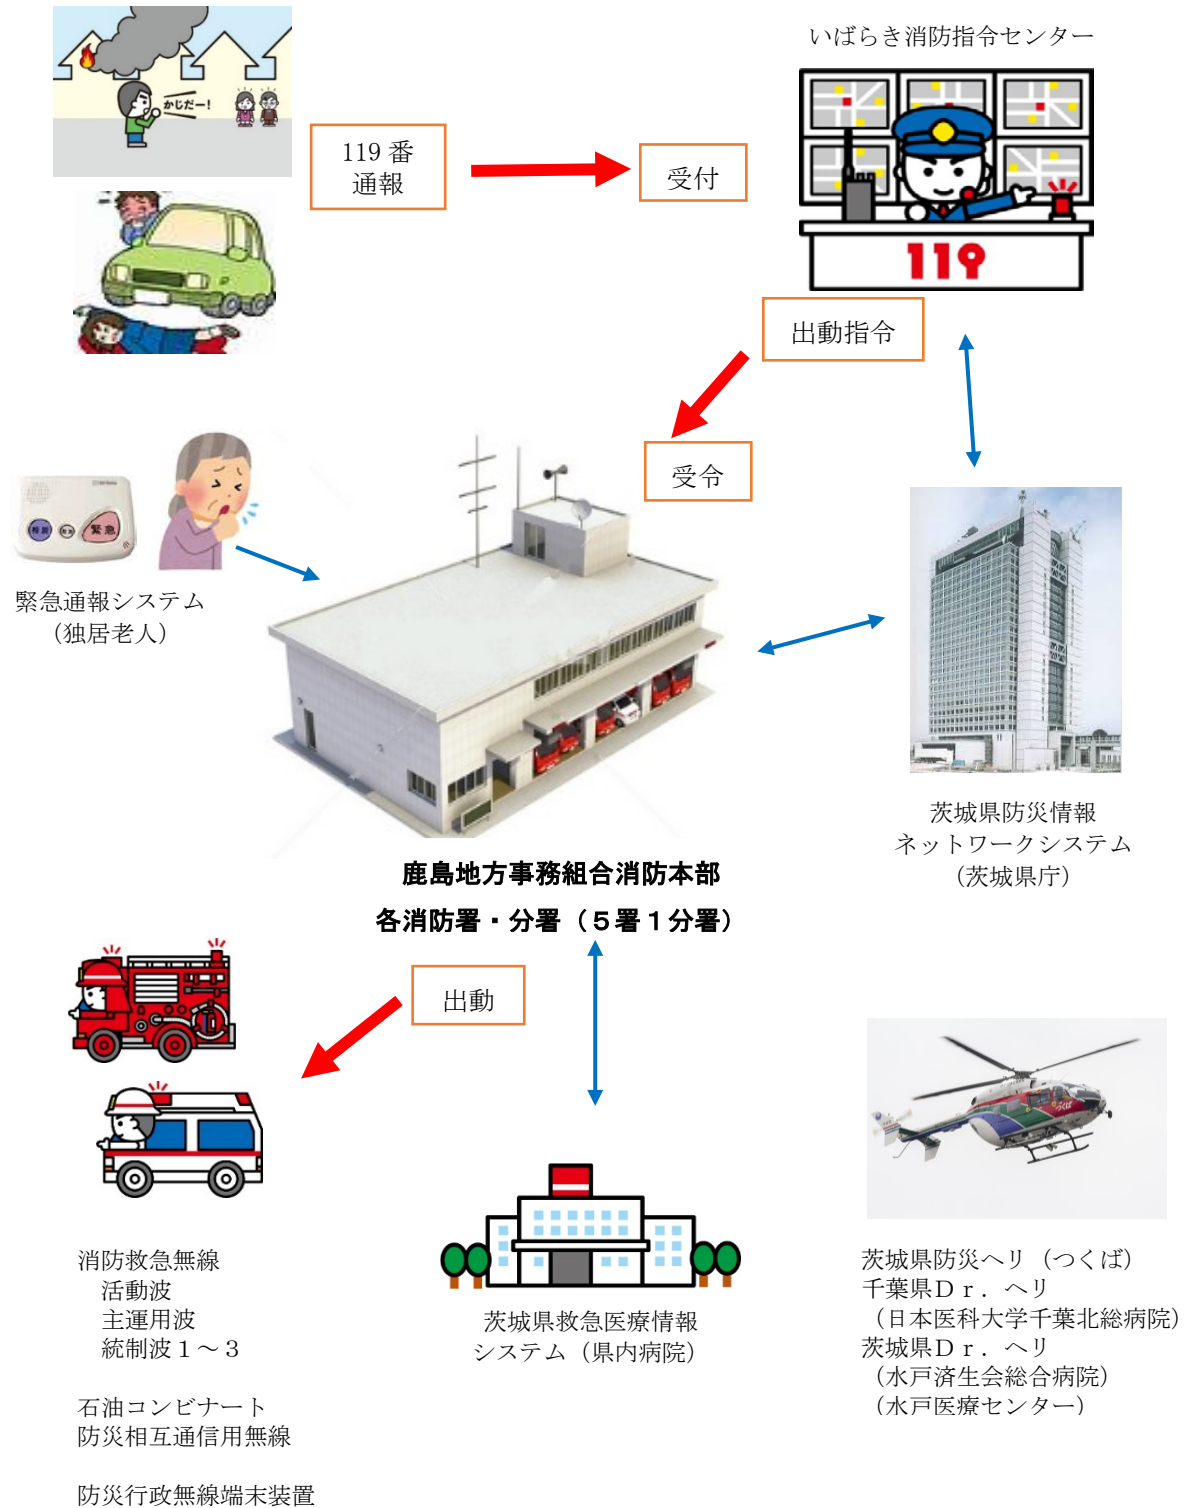 いばらき消防指令センター
かじだー!
119番
通報
受付
119
出動指令
受令
緊急
緊急通報システム
（独居老人）
茨城県防災情報
ネットワークシステム
（茨城県庁）
鹿島地方事務組合消防本部
各消防署・分署（５署１分署）
出動
消防救急無線
活動波
主運用波
統制波１～３
石油コンビナート
防災相互通信用無線
防災行政無線端末装置
茨城県救急医療情報
システム（県内病院）
つくば
茨城県防災ヘリ（つくば）
千葉県Ｄｒ．ヘリ
（日本医科大学千葉北総病院）
茨城県Ｄｒ．ヘリ
（水戸済生会総合病院）
（水戸医療センター）